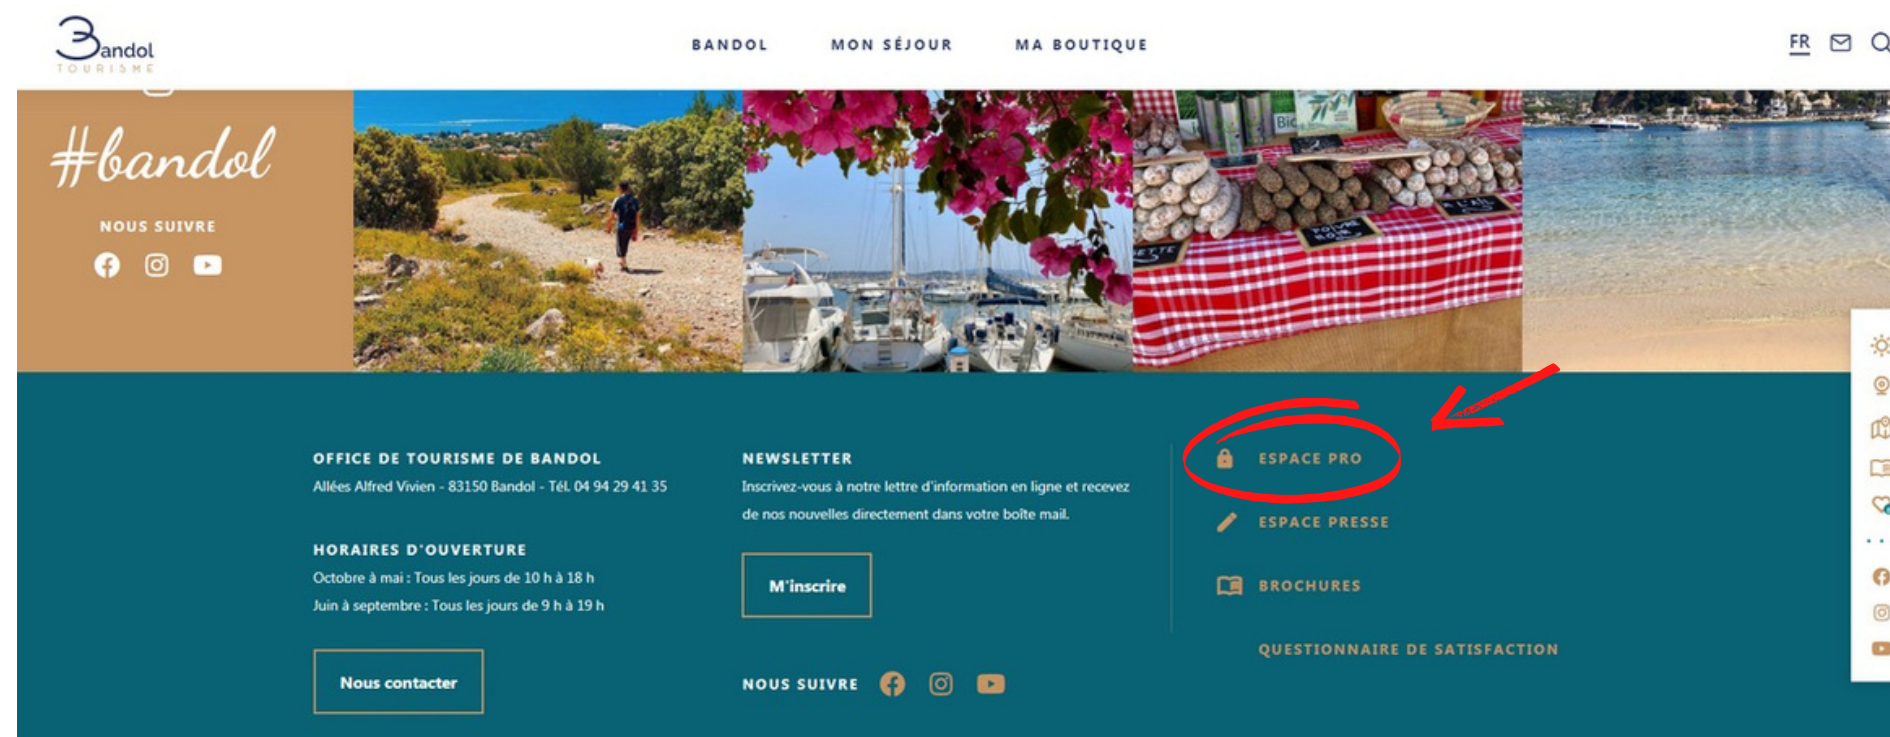 Bandol
TOURISME
BANDOL MON SÉJOUR MA BOUTIQUE
FR
#bandol
NOUS SUIVRE
Bio
POIVRE
NOIR
A L'AIL
OFFICE DE TOURISME DE BANDOL
Allées Alfred Vivien - 83150 Bandol - Tél. 04 94 29 41 35
HORAIRES D'OUVERTURE
Octobre à mai : Tous les jours de 10 h à 18 h
Juin à septembre : Tous les jours de 9 h à 19 h
Nous contacter
NEWSLETTER
Inscrivez-vous à notre lettre d'information en ligne et recevez
de nos nouvelles directement dans votre boîte mail.
M'inscrire
NOUS SUIVRE
ESPACE PRO
ESPACE PRESSE
BROCHURES
QUESTIONNAIRE DE SATISFACTION